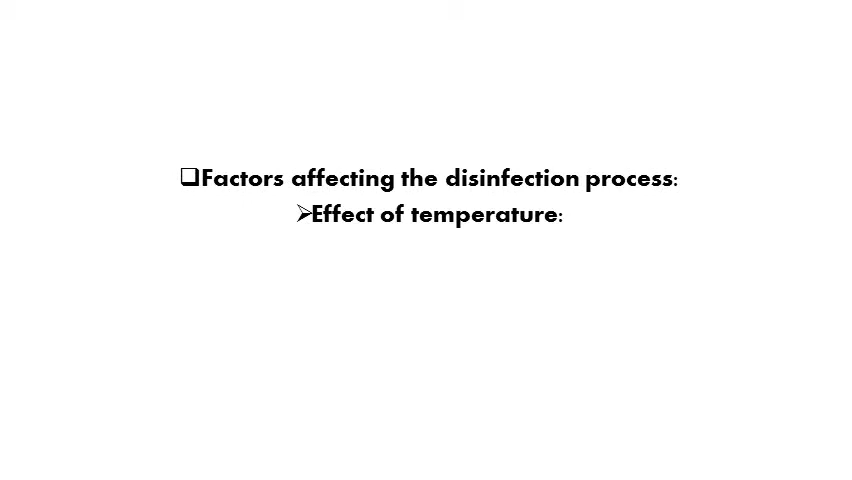 ❑Factors affecting the disinfection process:
➢Effect of temperature: